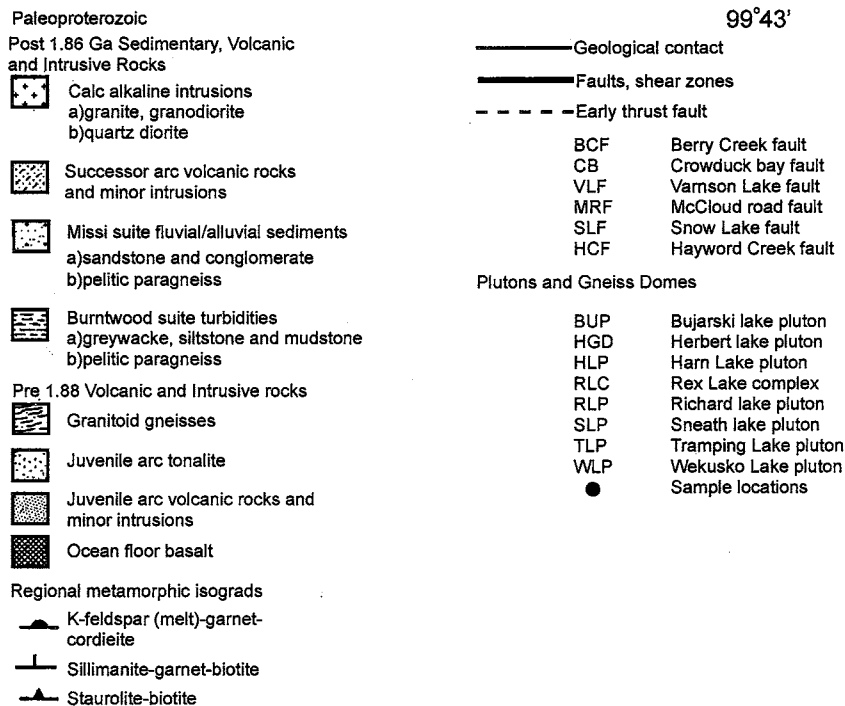 Paleoproterozoic
Post 1.86 Ga Sedimentary, Volcanic
and Intrusive Rocks
Calc alkaline intrusions
a)granite, granodiorite
b)quartz diorite
Successor arc volcanic rocks
and minor intrusions
Missi suite fluvial/alluvial sediments
a)sandstone and conglomerate
b)pelitic paragneiss
Burntwood suite turbidities
a)greywacke, siltstone and mudstone
b)pelitic paragneiss
Pre 1.88 Volcanic and Intrusive rocks
Granitoid gneisses
Juvenile arc tonalite
Juvenile arc volcanic rocks and
minor intrusions
Ocean floor basalt
Regional metamorphic isograds
K-feldspar (melt)-garnet-
cordieite
Sillimanite-garnet-biotite
Staurolite-biotite
99°43'
Geological contact
Faults, shear zones
Early thrust fault
BCF Berry Creek fault
CB Crowduck bay fault
VLF Varnson Lake fault
MRF McCloud road fault
SLF Snow Lake fault
HCF Hayword Creek fault
Plutons and Gneiss Domes
BUP Bujarski lake pluton
HGD Herbert lake pluton
HLP Harn Lake pluton
RLC Rex Lake complex
RLP Richard lake pluton
SLP Sneath lake pluton
TLP Tramping Lake pluton
WLP Wekusko Lake pluton
Sample locations